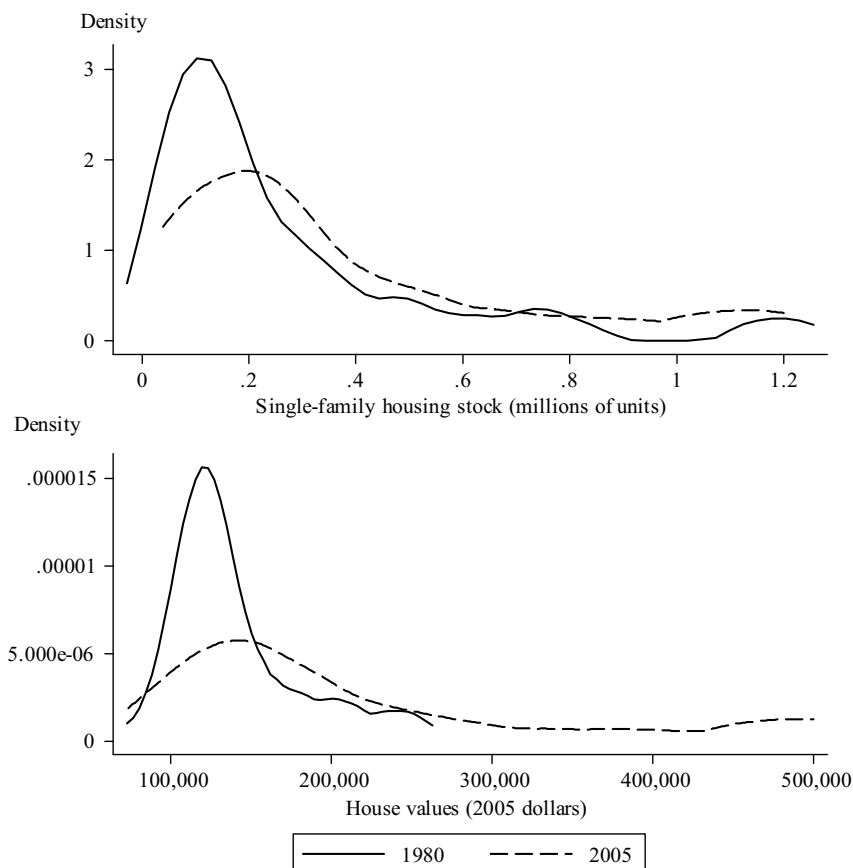 Density
3
2
1
0
0 .2 .4 .6 .8 1 1.2
Single-family housing stock (millions of units)
Density
.000015
.00001
5.000e-06
0
100,000 200,000 300,000 400,000 500,000
House values (2005 dollars)
1980 2005